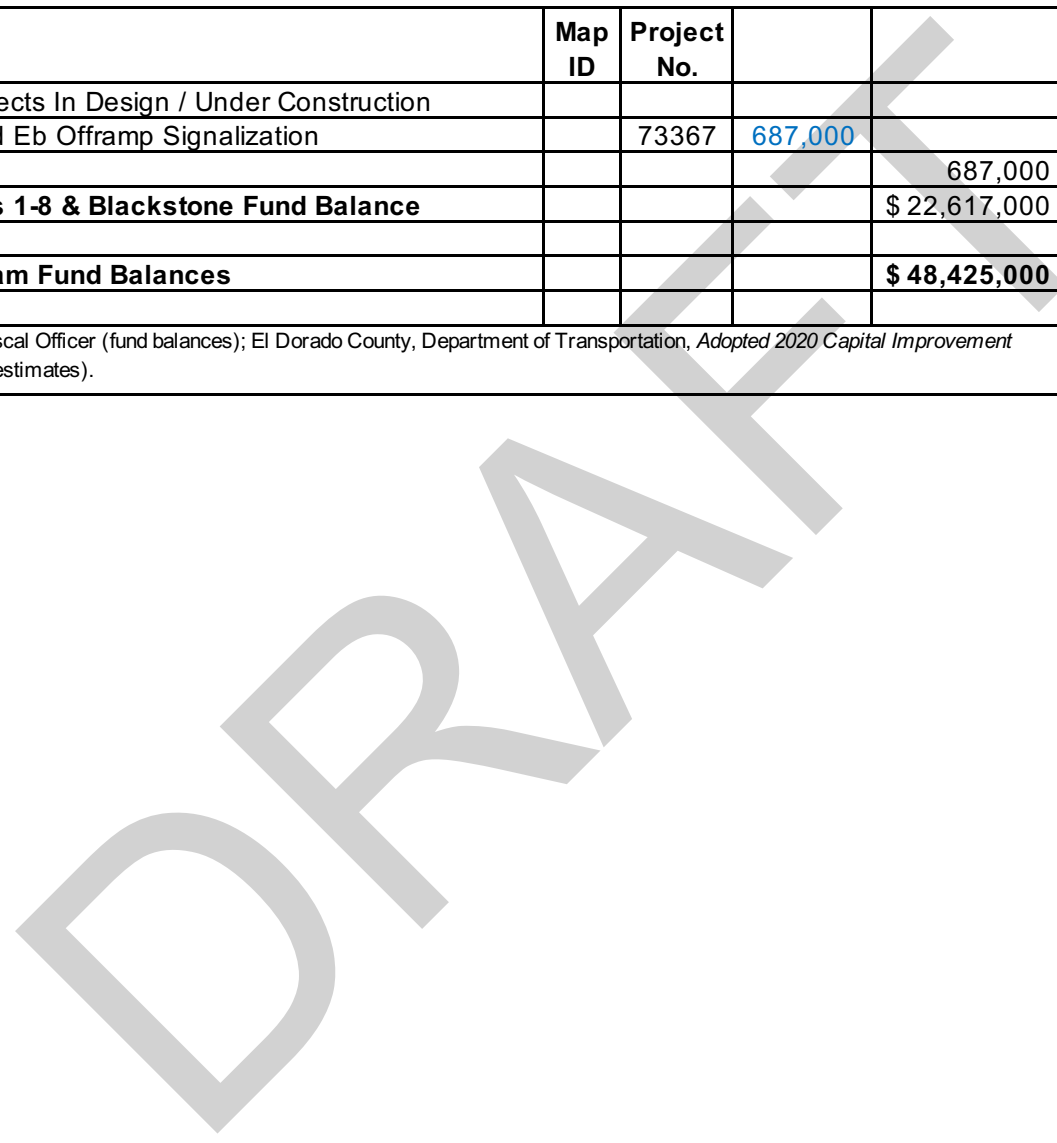 Map Project
ID No.
ects In Design / Under Construction
d Eb Offramp Signalization 73367 687,000
687,000
s 1-8 & Blackstone Fund Balance $ 22,617,000
am Fund Balances $ 48,425,000
scal Officer (fund balances); El Dorado County, Department of Transportation, Adopted 2020 Capital Improvement
estimates).
DRAFT